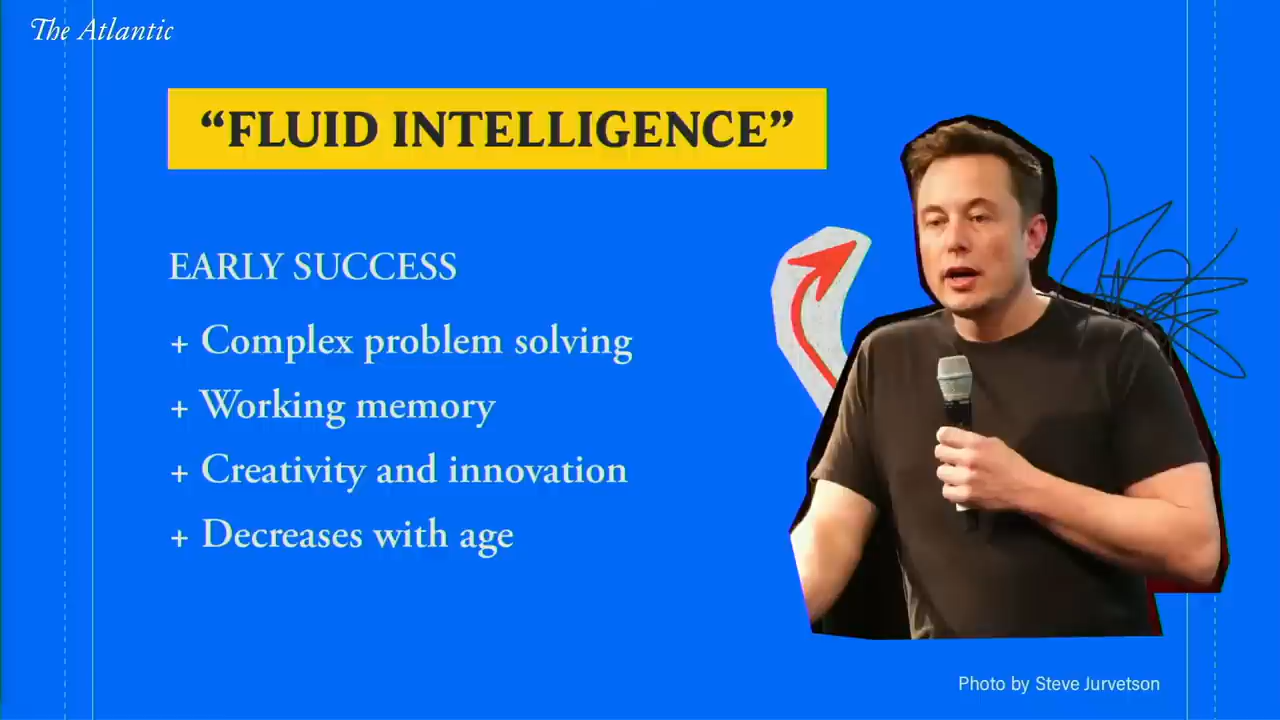 The Atlantic
“FLUID INTELLIGENCE”
EARLY SUCCESS
+ Complex problem solving
+ Working memory
+ Creativity and innovation
+ Decreases with age
Photo by Steve Jurvetson